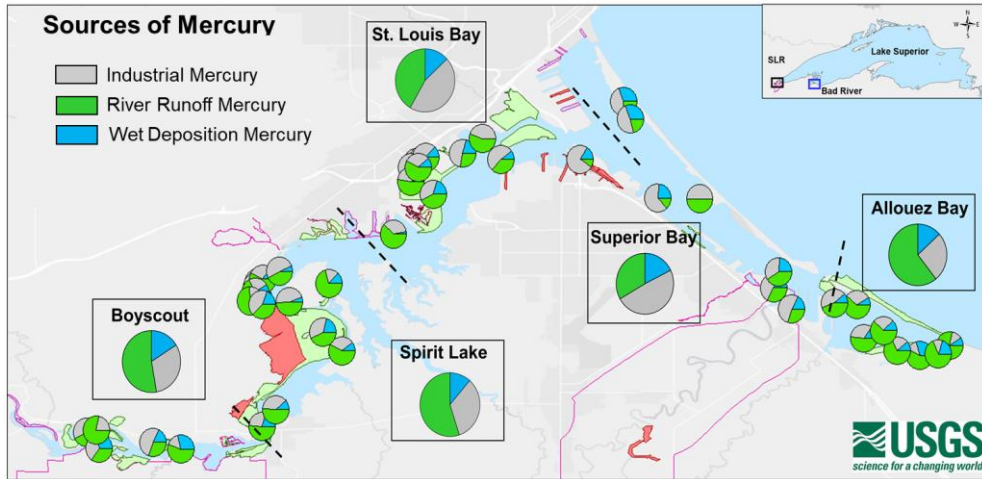 Sources of Mercury
Industrial Mercury
River Runoff Mercury
Wet Deposition Mercury
St. Louis Bay
N
W
E
S
Lake Superior
SLR
Bad River
Allouez Bay
Superior Bay
Boyscout
Spirit Lake
USGS
science for a changing world